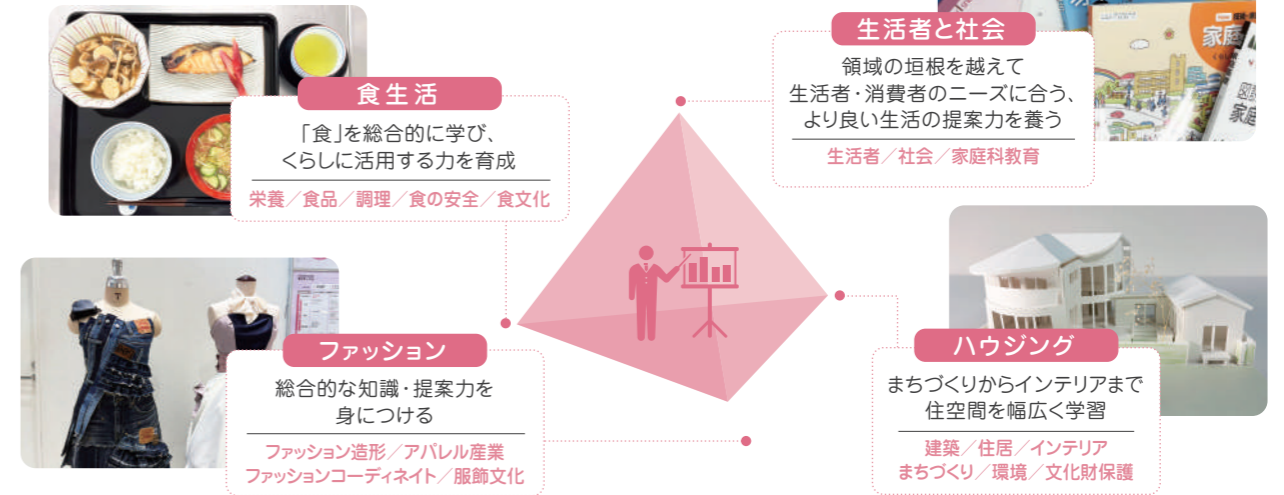 食生活
「食」を総合的に学び、
くらしに活用する力を育成
栄養／食品／調理／食の安全／食文化
生活者と社会
領域の垣根を越えて
生活者・消費者のニーズに合う、
より良い生活の提案力を養う
生活者／社会／家庭科教育
家庭
ファッション
総合的な知識・提案力を
身につける
ファッション造形／アパレル産業
ファッションコーディネイト／服飾文化
ハウジング
まちづくりからインテリアまで
住空間を幅広く学習
建築／住居／インテリア
まちづくり／環境／文化財保護